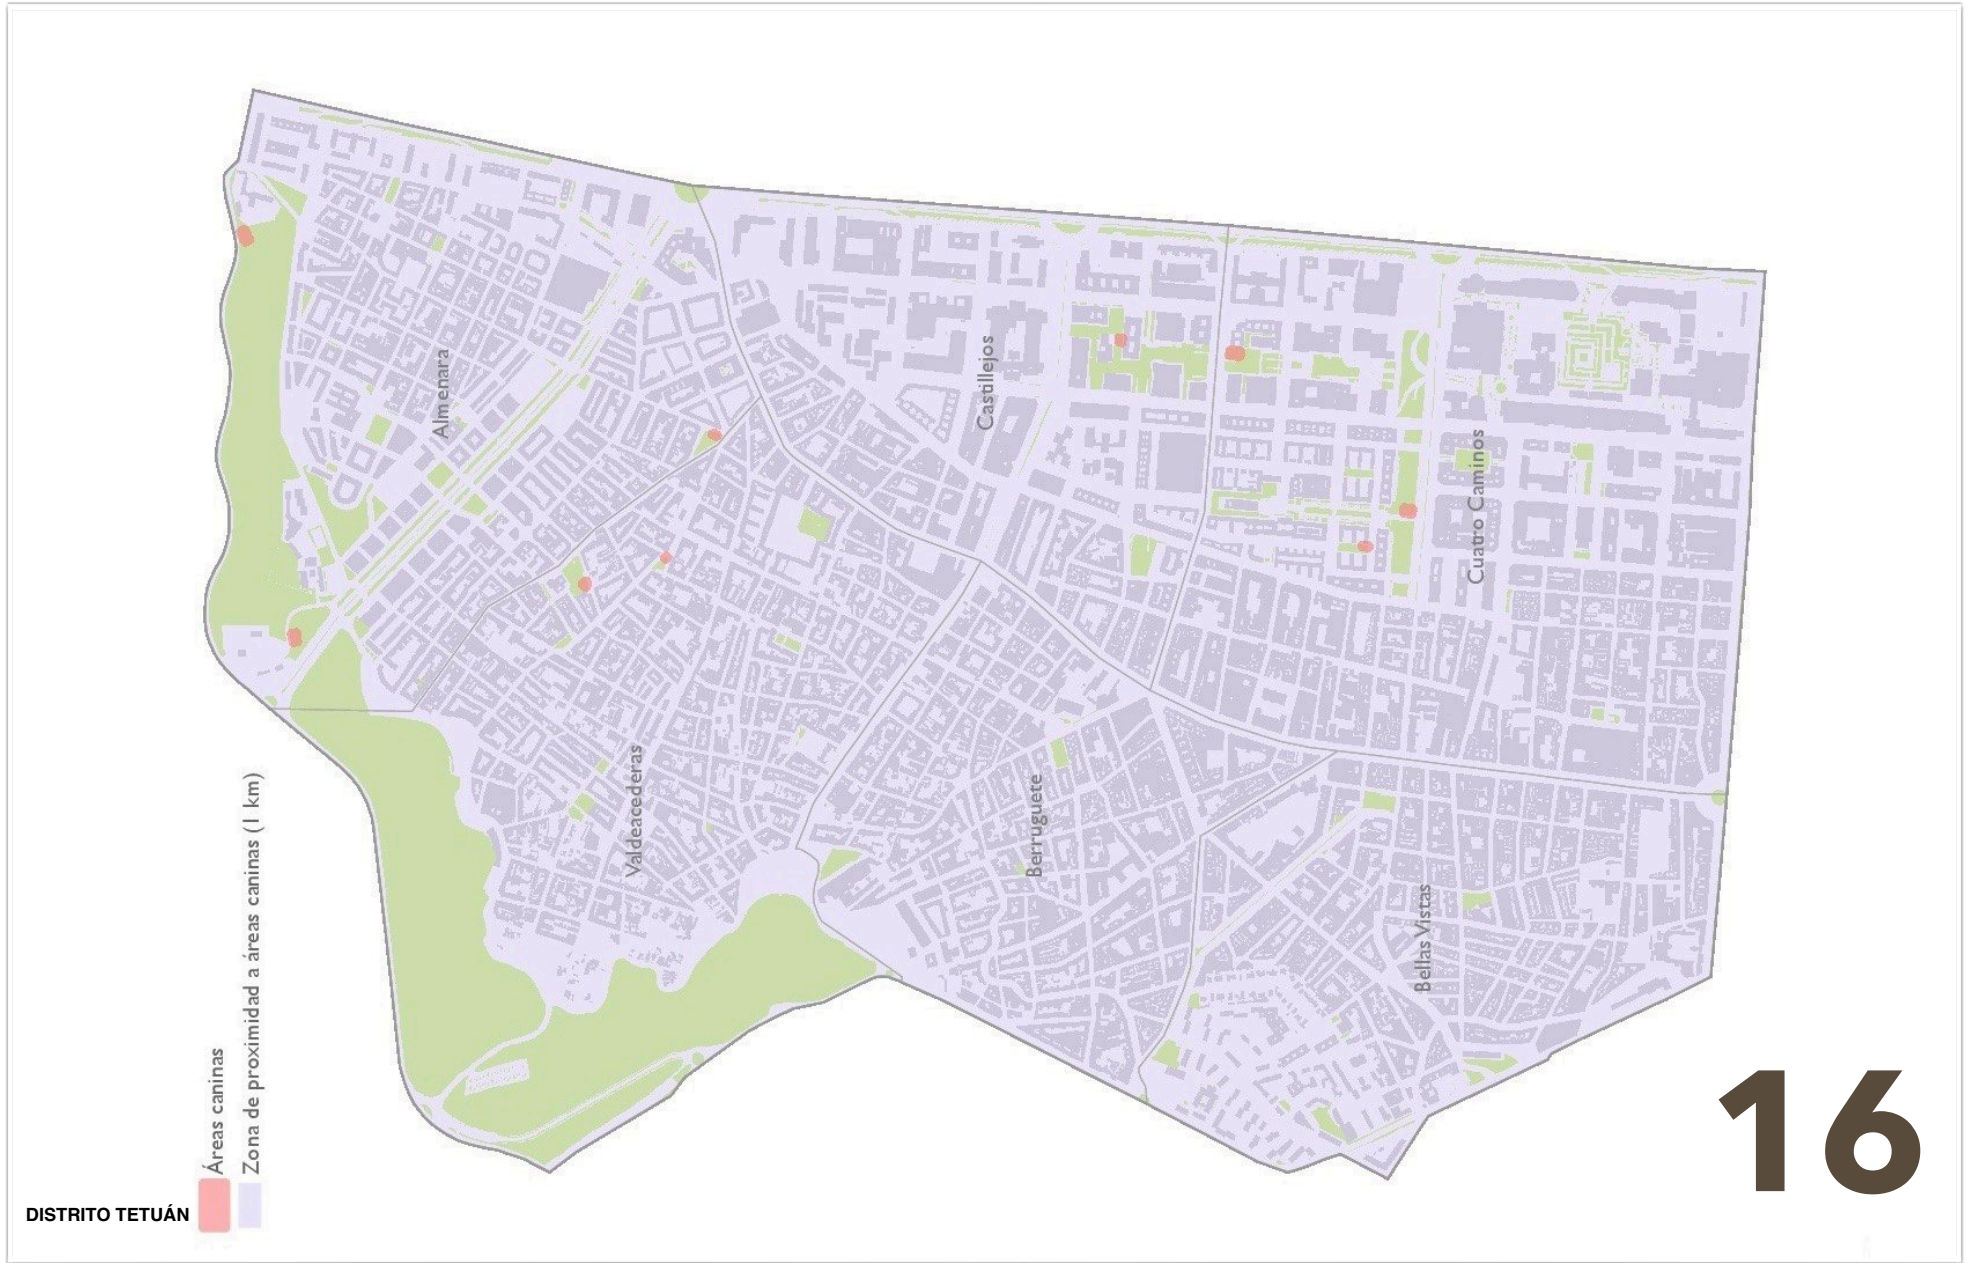 Almenara
Castillejos
Cuatro Caminos
Valdeacederas
Berruguete
Bellas Vistas
Áreas caninas
Zona de proximidad a áreas caninas (1 km)
DISTRITO TETUÁN
16